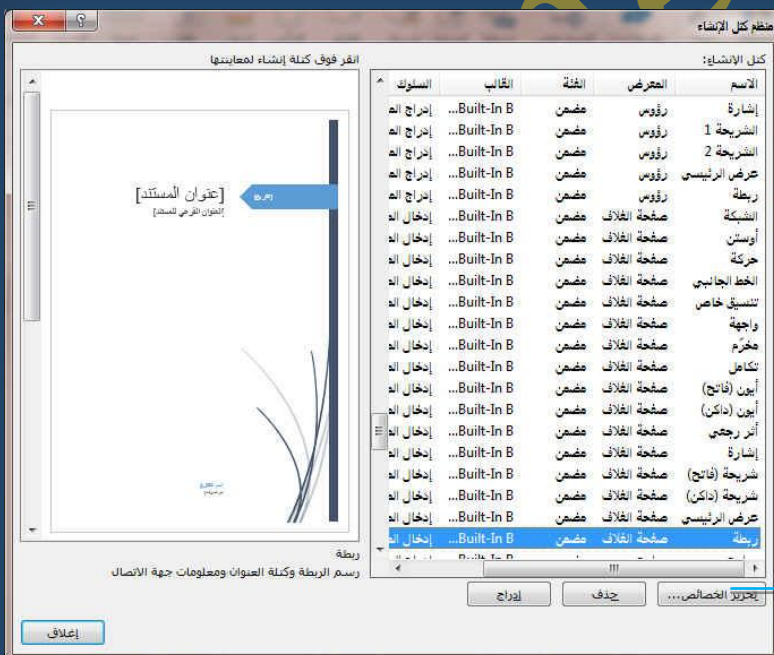 منظم كتل الإنشاء
كتل الإنشاء:
انقر فوق كتلة إنشاء لمعاينتها
الاسم المعرض الفئة القالب السلوك
إشارة رؤوس مضمن Built-In B... إدراج
الشريحة 1 رؤوس مضمن Built-In B... إدراج
الشريحة 2 رؤوس مضمن Built-In B... إدراج
عرض الرئيسي رؤوس مضمن Built-In B... إدراج
ربطة رؤوس مضمن Built-In B... إدراج
الشبكة صفحة الغلاف مضمن Built-In B... إدخال
أوستن صفحة الغلاف مضمن Built-In B... إدخال
حركة صفحة الغلاف مضمن Built-In B... إدخال
الخط الجانبي صفحة الغلاف مضمن Built-In B... إدخال
تنسيق خاص صفحة الغلاف مضمن Built-In B... إدخال
واجهة صفحة الغلاف مضمن Built-In B... إدخال
مخرّم صفحة الغلاف مضمن Built-In B... إدخال
تكامل صفحة الغلاف مضمن Built-In B... إدخال
أيون (فاتح) صفحة الغلاف مضمن Built-In B... إدخال
أيون (داكن) صفحة الغلاف مضمن Built-In B... إدخال
أثر رجعي صفحة الغلاف مضمن Built-In B... إدخال
إشارة صفحة الغلاف مضمن Built-In B... إدخال
شريحة (فاتح) صفحة الغلاف مضمن Built-In B... إدخال
شريحة (داكن) صفحة الغلاف مضمن Built-In B... إدخال
عرض الرئيسي صفحة الغلاف مضمن Built-In B... إدخال
ربطة صفحة الغلاف مضمن Built-In B... إدخال
[عنوان المستند]
[العنوان الفرعي للمستند]
ربطة
رسم الربطة وكتلة العنوان ومعلومات جهة الاتصال
تحرير الخصائص... حذف إدراج
إغلاق